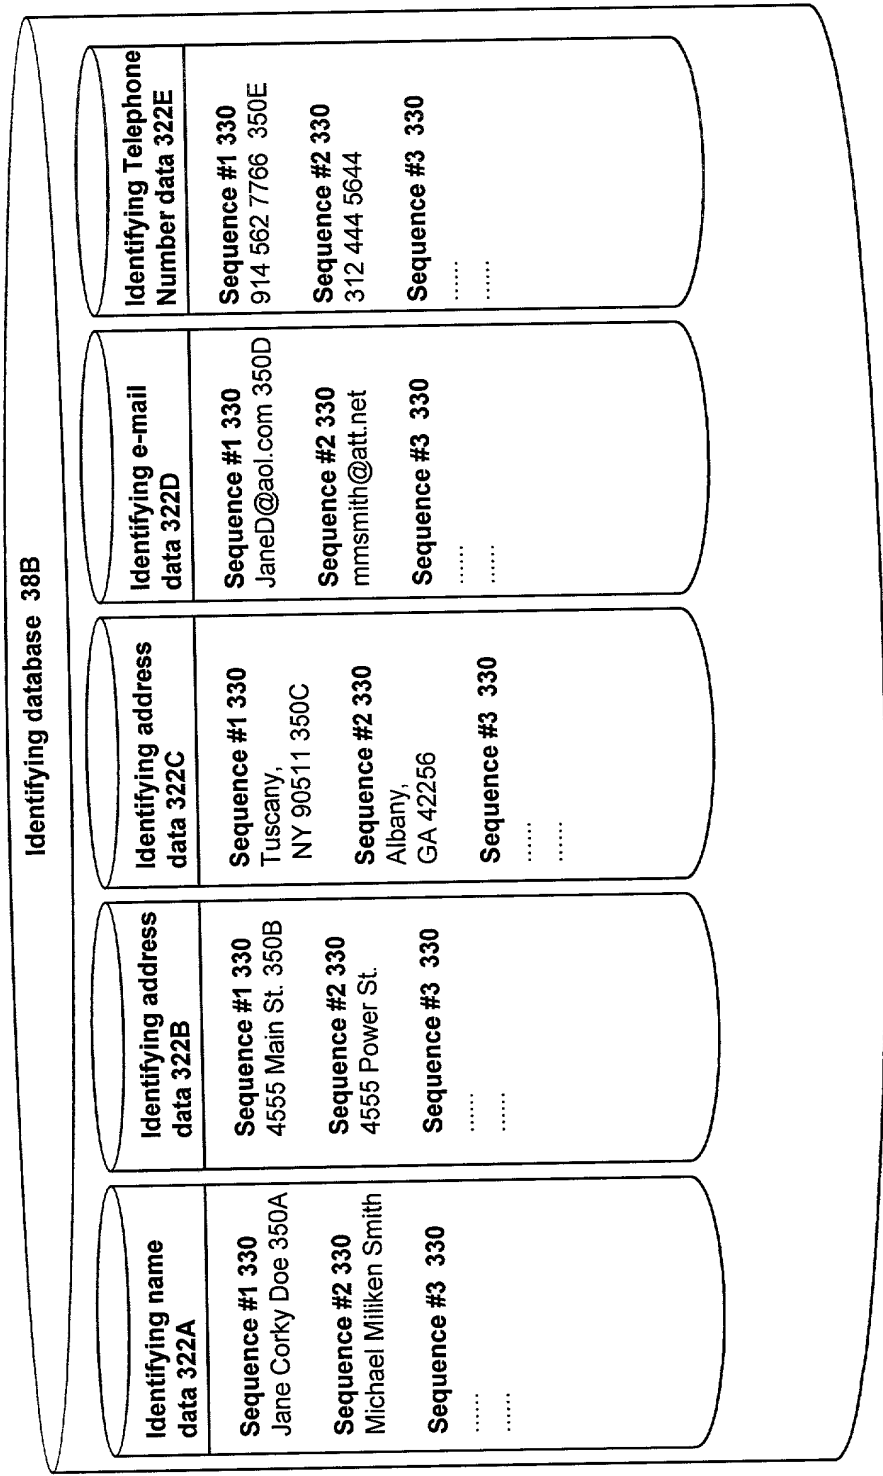 Identifying database 38B
Identifying name
data 322A
Sequence #1 330
Jane Corky Doe 350A
Sequence #2 330
Michael Miliken Smith
Sequence #3 330
......
......
Identifying address
data 322B
Sequence #1 330
4555 Main St. 350B
Sequence #2 330
4555 Power St.
Sequence #3 330
......
......
Identifying address
data 322C
Sequence #1 330
Tuscany,
NY 90511 350C
Sequence #2 330
Albany,
GA 42256
Sequence #3 330
......
......
Identifying e-mail
data 322D
Sequence #1 330
JaneD@aol.com 350D
Sequence #2 330
mmsmith@att.net
Sequence #3 330
......
......
Identifying Telephone
Number data 322E
Sequence #1 330
914 562 7766 350E
Sequence #2 330
312 444 5644
Sequence #3 330
......
......